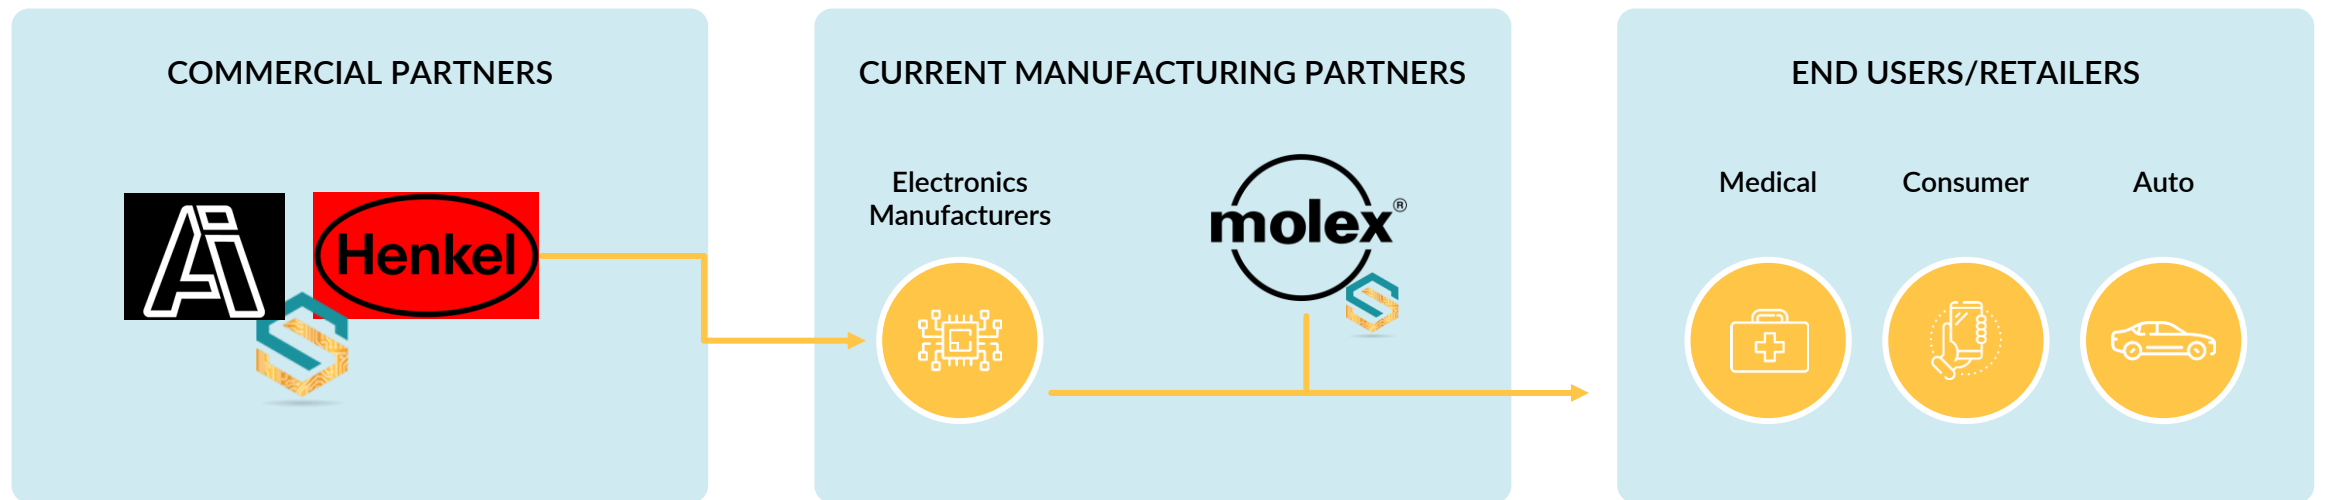 COMMERCIAL PARTNERS
Henkel
CURRENT MANUFACTURING PARTNERS
Electronics
Manufacturers
molex®
END USERS/RETAILERS
Medical
Consumer
Auto